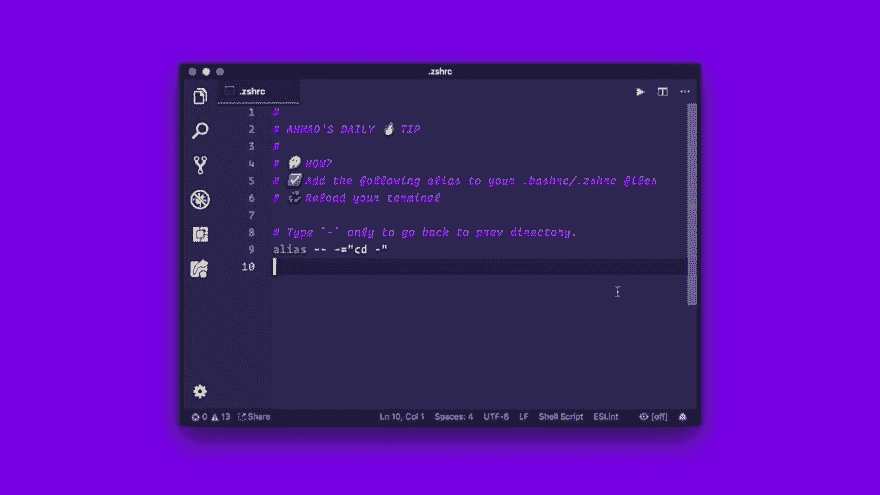 .zshrc
.zshrc
1 #
2 # AHMAD'S DAILY 🔥 TIP
3 #
4 # 🤔 HOW?
5 # ☑️ Add the following alias to your .bashrc/.zshrc files
6 # ♻️ Reload your terminal
7
8 # Type `-` only to go back to prev directory.
9 alias -- -="cd -"
10
0 13 Share Ln 10, Col 1 Spaces: 4 UTF-8 LF Shell Script ESLint [off]